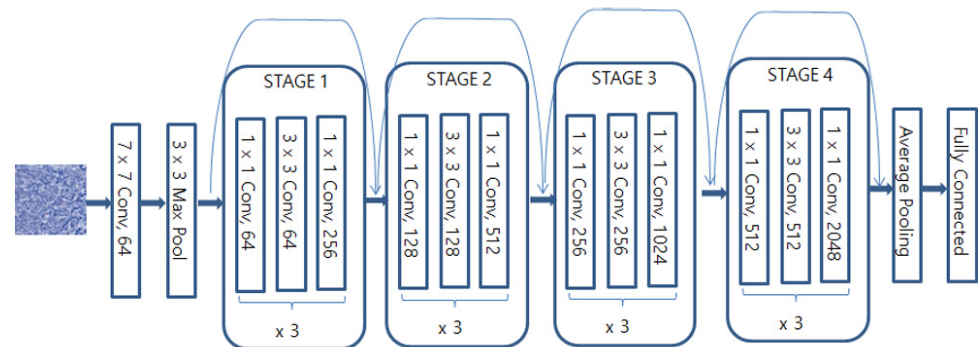 7 x 7 Conv, 64
3 x 3 Max Pool
STAGE 1
1 x 1 Conv, 64
3 x 3 Conv, 64
1 x 1 Conv, 256
x 3
STAGE 2
1 x 1 Conv, 128
3 x 3 Conv, 128
1 x 1 Conv, 512
x 3
STAGE 3
1 x 1 Conv, 256
3 x 3 Conv, 256
1 x 1 Conv, 1024
x 3
STAGE 4
1 x 1 Conv, 512
3 x 3 Conv, 512
1 x 1 Conv, 2048
x 3
Average Pooling
Fully Connected